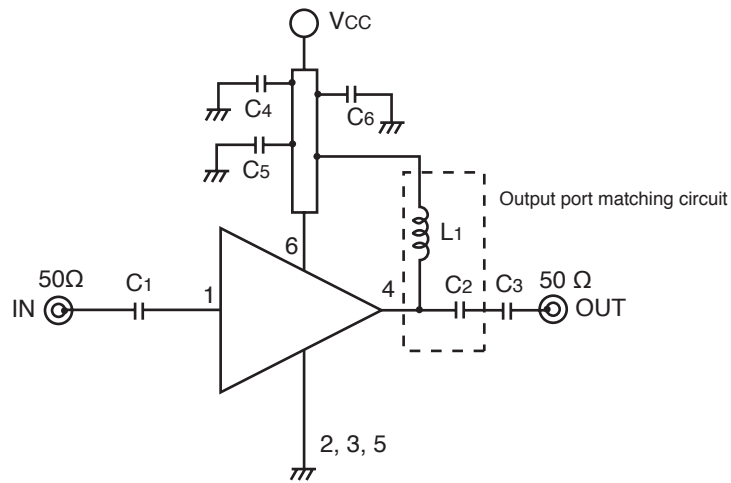 VCC
C4
C6
C5
Output port matching circuit
L1
6
50Ω
C1
1
4
C2
C3
50 Ω
IN
OUT
2, 3, 5